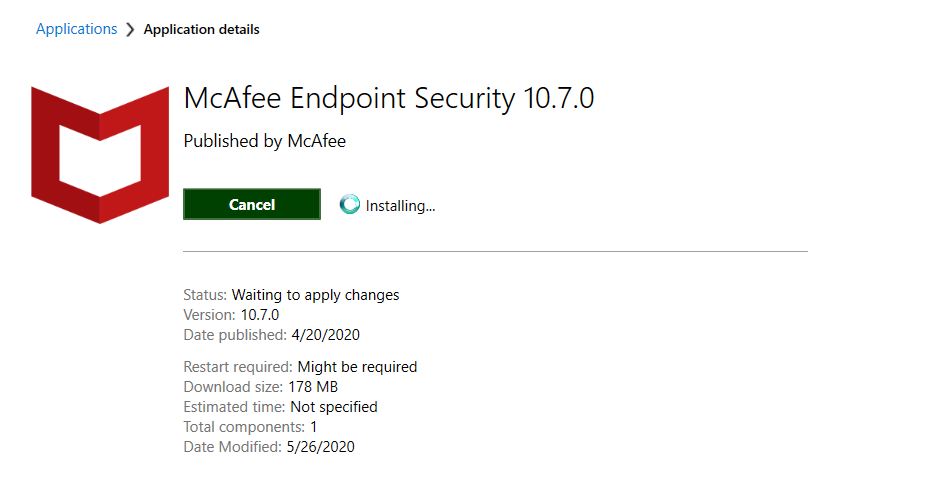 Applications > Application details
McAfee Endpoint Security 10.7.0
Published by McAfee
Cancel Installing...
Status: Waiting to apply changes
Version: 10.7.0
Date published: 4/20/2020
Restart required: Might be required
Download size: 178 MB
Estimated time: Not specified
Total components: 1
Date Modified: 5/26/2020